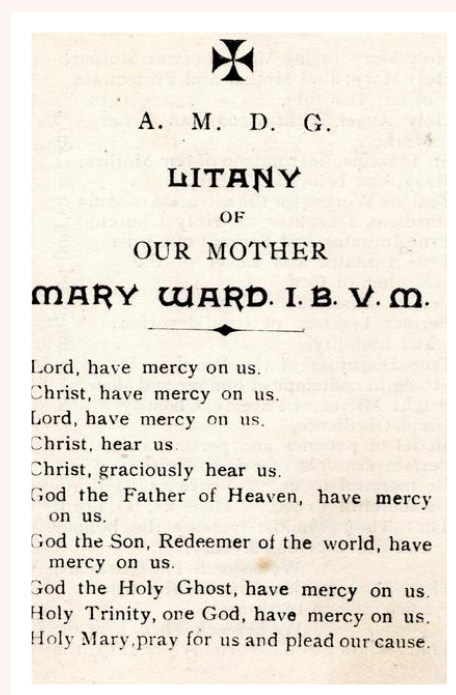 A. M. D. G.
LITANY
OF
OUR MOTHER
MARY WARD. I. B. V. M.
Lord, have mercy on us.
Christ, have mercy on us.
Lord, have mercy on us.
Christ, hear us.
Christ, graciously hear us.
God the Father of Heaven, have mercy
on us.
God the Son, Redeemer of the world, have
mercy on us.
God the Holy Ghost, have mercy on us.
Holy Trinity, one God, have mercy on us.
Holy Mary, pray for us and plead our cause.